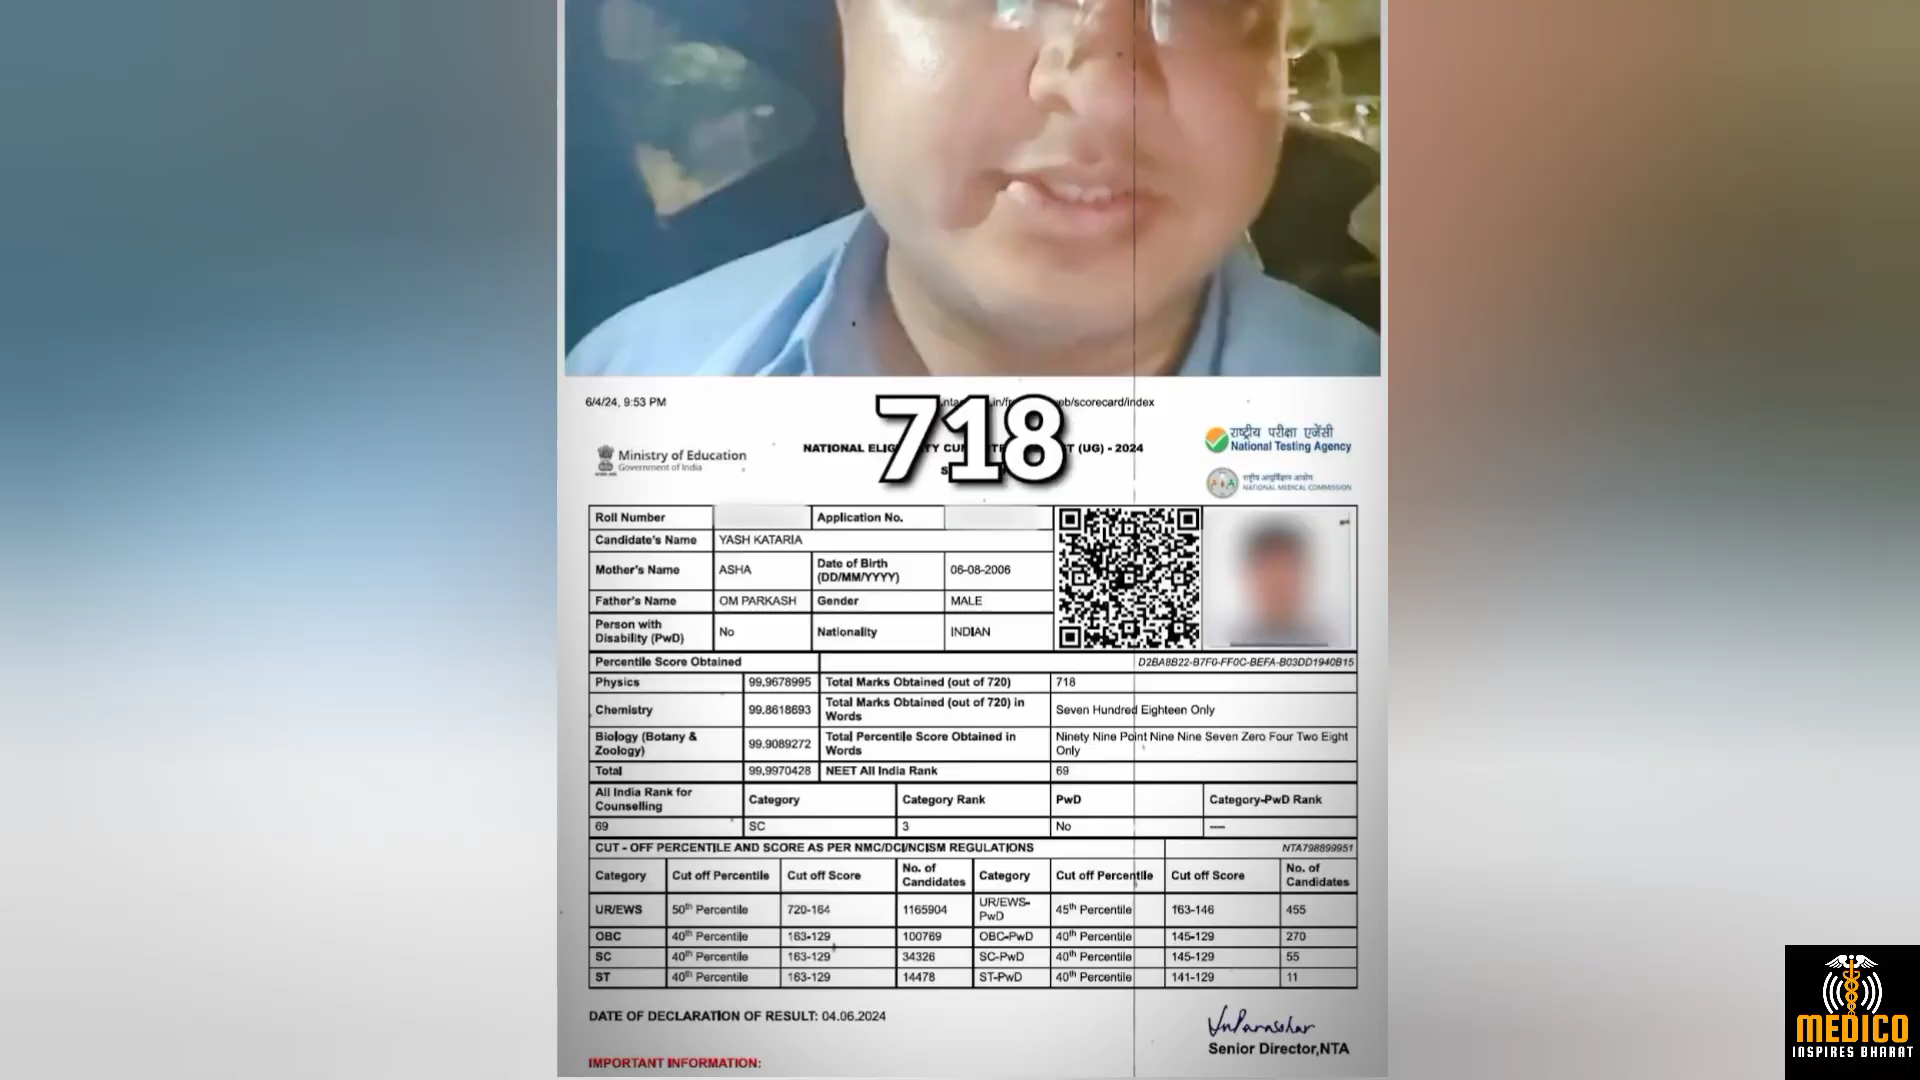 6/4/24, 9:53 PM
eb/scorecard/index
718
Ministry of Education
Government of India
NATIONAL (UG) - 2024
राष्ट्रीय परीक्षा एजेंसी
National Testing Agency
राष्ट्रीय आयुर्विज्ञान आयोग
NATIONAL MEDICAL COMMISSION
Roll Number Application No.
Candidate's Name YASH KATARIA
Mother's Name ASHA Date of Birth (DD/MM/YYYY) 06-08-2006
Father's Name OM PARKASH Gender MALE
Person with Disability (PwD) No Nationality INDIAN
Percentile Score Obtained D2BA8B22-B7F0-FF0C-BEFA-B03DD1940B15
Physics 99.9678995 Total Marks Obtained (out of 720) 718
Chemistry 99.8618693 Total Marks Obtained (out of 720) in Words Seven Hundred Eighteen Only
Biology (Botany & Zoology) 99.9089272 Total Percentile Score Obtained in Words Ninety Nine Point Nine Nine Seven Zero Four Two Eight Only
Total 99.9970428 NEET All India Rank 69
All India Rank for Counselling Category Category Rank PwD Category-PwD Rank
69 SC 3 No ----
CUT - OFF PERCENTILE AND SCORE AS PER NMC/DCI/NCISM REGULATIONS NTA798899951
Category Cut off Percentile Cut off Score No. of Candidates Category Cut off Percentile Cut off Score No. of Candidates
UR/EWS 50th Percentile 720-164 1165904 UR/EWS-PwD 45th Percentile 163-146 455
OBC 40th Percentile 163-129 100769 OBC-PwD 40th Percentile 145-129 270
SC 40th Percentile 163-129 34326 SC-PwD 40th Percentile 145-129 55
ST 40th Percentile 163-129 14478 ST-PwD 40th Percentile 141-129 11
DATE OF DECLARATION OF RESULT: 04.06.2024
Senior Director,NTA
IMPORTANT INFORMATION:
MEDICO
INSPIRES BHARAT